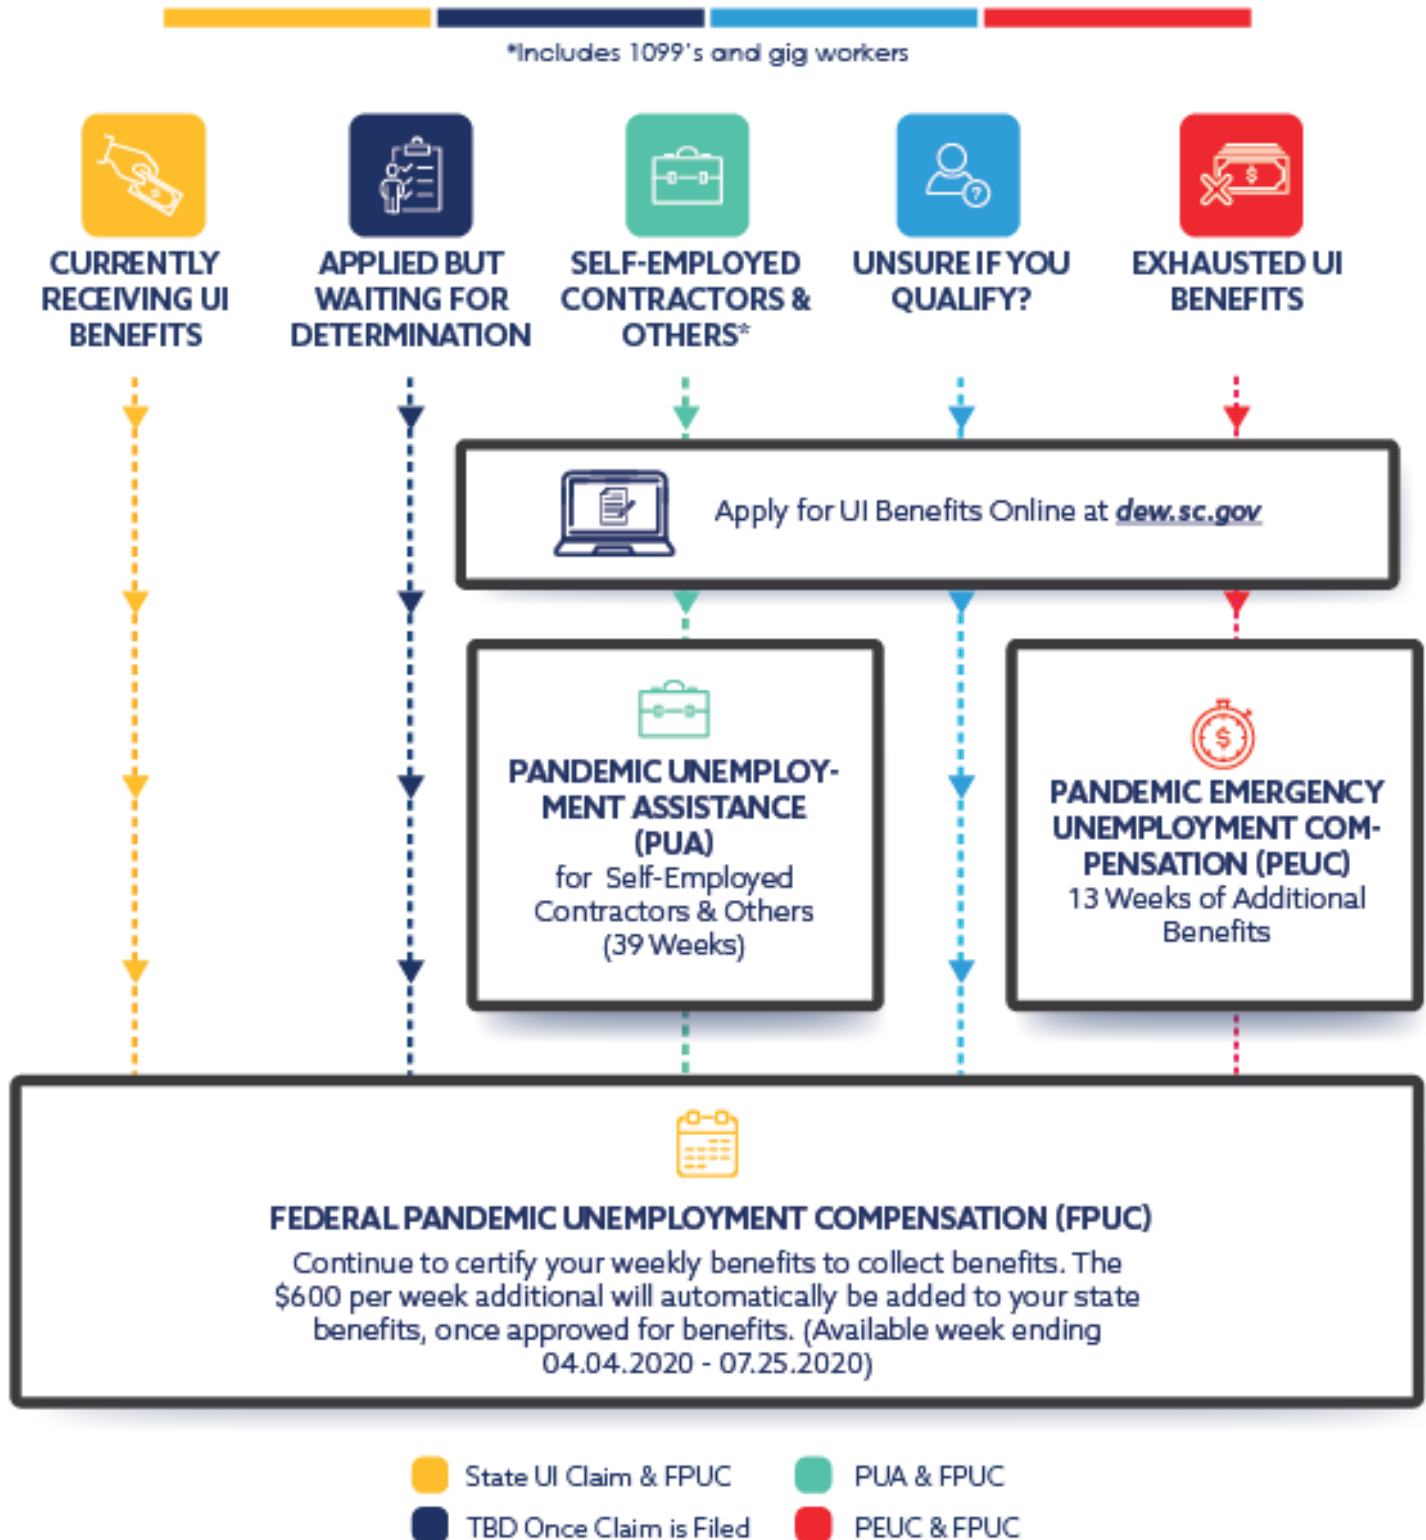 *Includes 1099's and gig workers
CURRENTLY
RECEIVING UI
BENEFITS
APPLIED BUT
WAITING FOR
DETERMINATION
SELF-EMPLOYED
CONTRACTORS &
OTHERS*
UNSURE IF YOU
QUALIFY?
EXHAUSTED UI
BENEFITS
Apply for UI Benefits Online at dew.sc.gov
PANDEMIC UNEMPLOY-
MENT ASSISTANCE
(PUA)
for Self-Employed
Contractors & Others
(39 Weeks)
PANDEMIC EMERGENCY
UNEMPLOYMENT COM-
PENSATION (PEUC)
13 Weeks of Additional
Benefits
FEDERAL PANDEMIC UNEMPLOYMENT COMPENSATION (FPUC)
Continue to certify your weekly benefits to collect benefits. The
$600 per week additional will automatically be added to your state
benefits, once approved for benefits. (Available week ending
04.04.2020 - 07.25.2020)
State UI Claim & FPUC
PUA & FPUC
TBD Once Claim is Filed
PEUC & FPUC